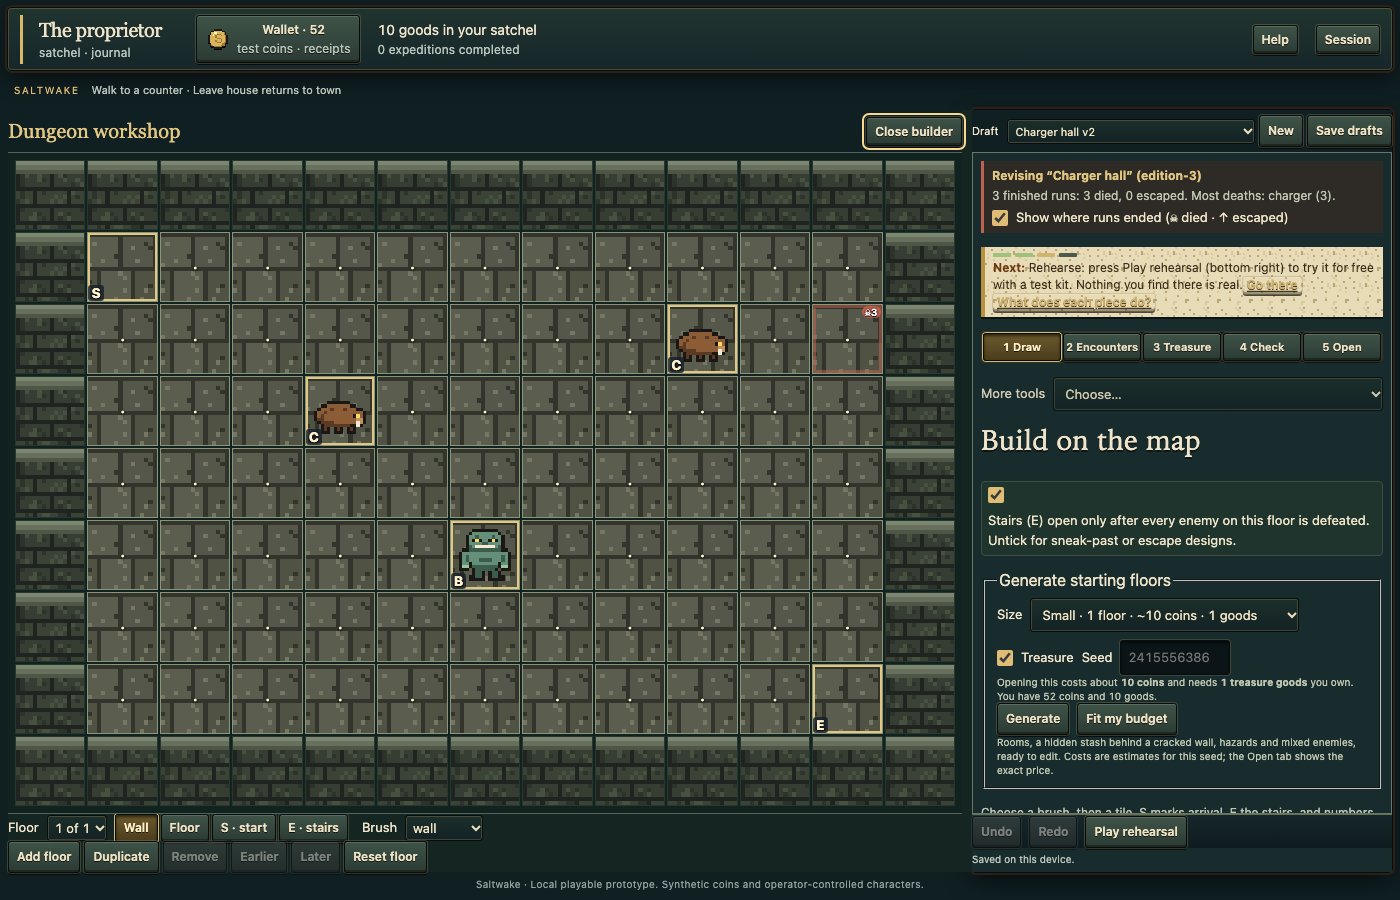 The proprietor
satchel · journal
Wallet · 52
test coins · receipts
10 goods in your satchel
0 expeditions completed
Help
Session
SALTWAKE Walk to a counter · Leave house returns to town
Dungeon workshop
Close builder
Draft
Charger hall v2
New
Save drafts
Revising “Charger hall” (edition-3)
3 finished runs: 3 died, 0 escaped. Most deaths: charger (3).
Show where runs ended (☠ died · ↑ escaped)
Next: Rehearse: press Play rehearsal (bottom right) to try it for free
with a test kit. Nothing you find there is real. Go there
What does each piece do?
1 Draw
2 Encounters
3 Treasure
4 Check
5 Open
More tools
Choose...
Build on the map
Stairs (E) open only after every enemy on this floor is defeated.
Untick for sneak-past or escape designs.
Generate starting floors
Size
Small · 1 floor · ~10 coins · 1 goods
Treasure Seed 2415556386
Opening this costs about 10 coins and needs 1 treasure goods you own.
You have 52 coins and 10 goods.
Generate
Fit my budget
Rooms, a hidden stash behind a cracked wall, hazards and mixed enemies,
ready to edit. Costs are estimates for this seed; the Open tab shows the
exact price.
Choose a brush, then a tile. S marks arrival, E the stairs, and numbers
Undo
Redo
Play rehearsal
Saved on this device.
S
☠3
C
C
B
E
Floor
1 of 1
Wall
Floor
S · start
E · stairs
Brush
wall
Add floor
Duplicate
Remove
Earlier
Later
Reset floor
Saltwake · Local playable prototype. Synthetic coins and operator-controlled characters.